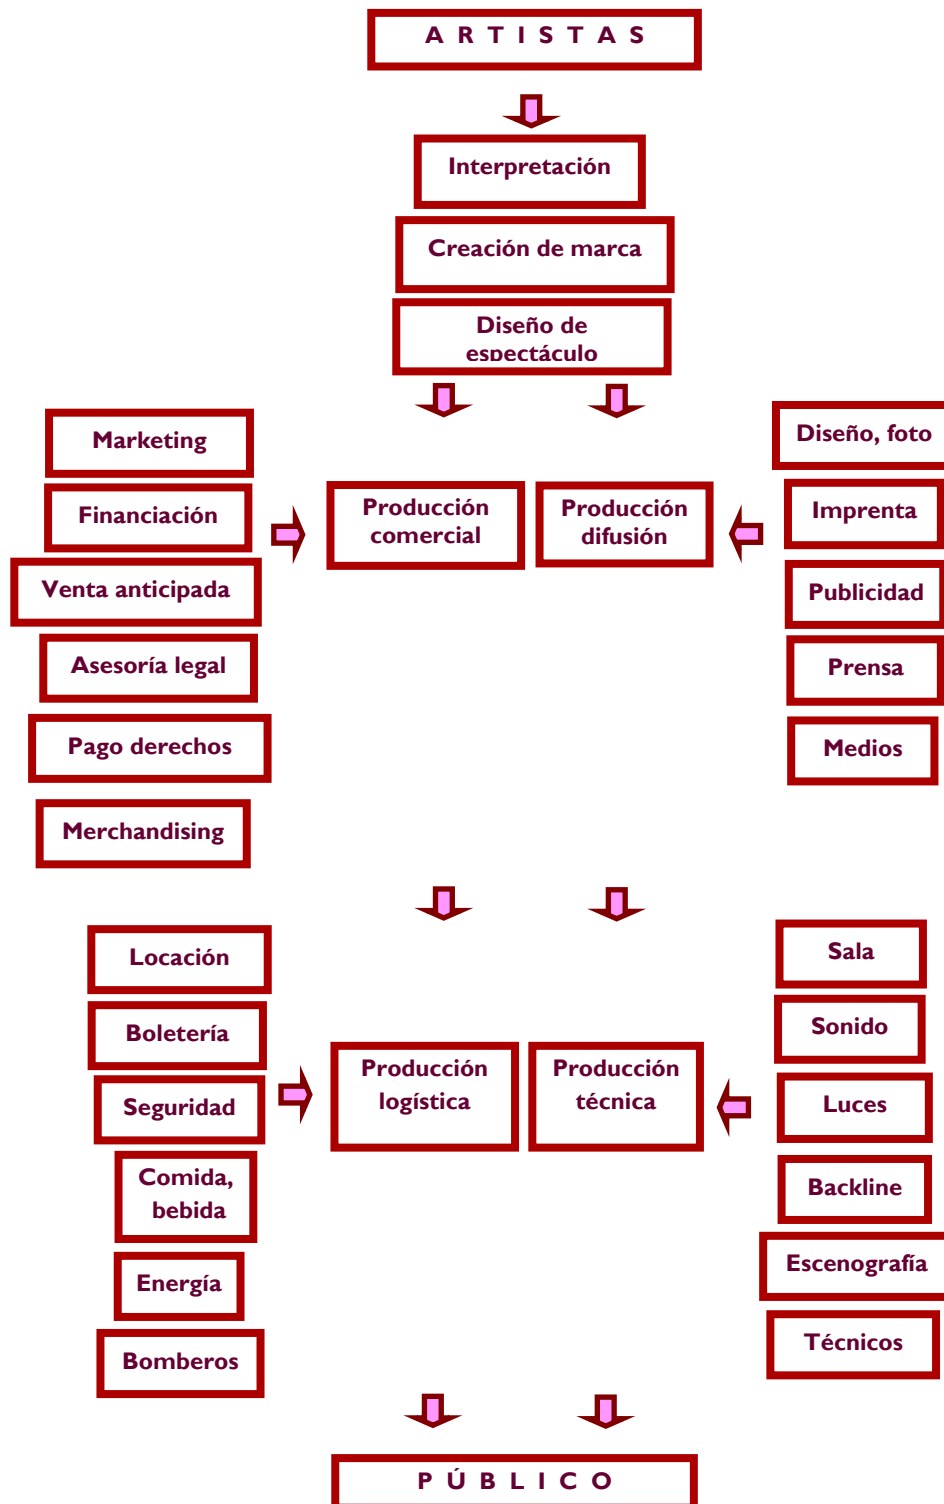 A R T I S T A S
Interpretación
Creación de marca
Diseño de
espectáculo
Marketing
Financiación
Venta anticipada
Asesoría legal
Pago derechos
Merchandising
Producción
comercial
Producción
difusión
Diseño, foto
Imprenta
Publicidad
Prensa
Medios
Locación
Boletería
Seguridad
Comida,
bebida
Energía
Bomberos
Producción
logística
Producción
técnica
Sala
Sonido
Luces
Backline
Escenografía
Técnicos
P Ú B L I C O